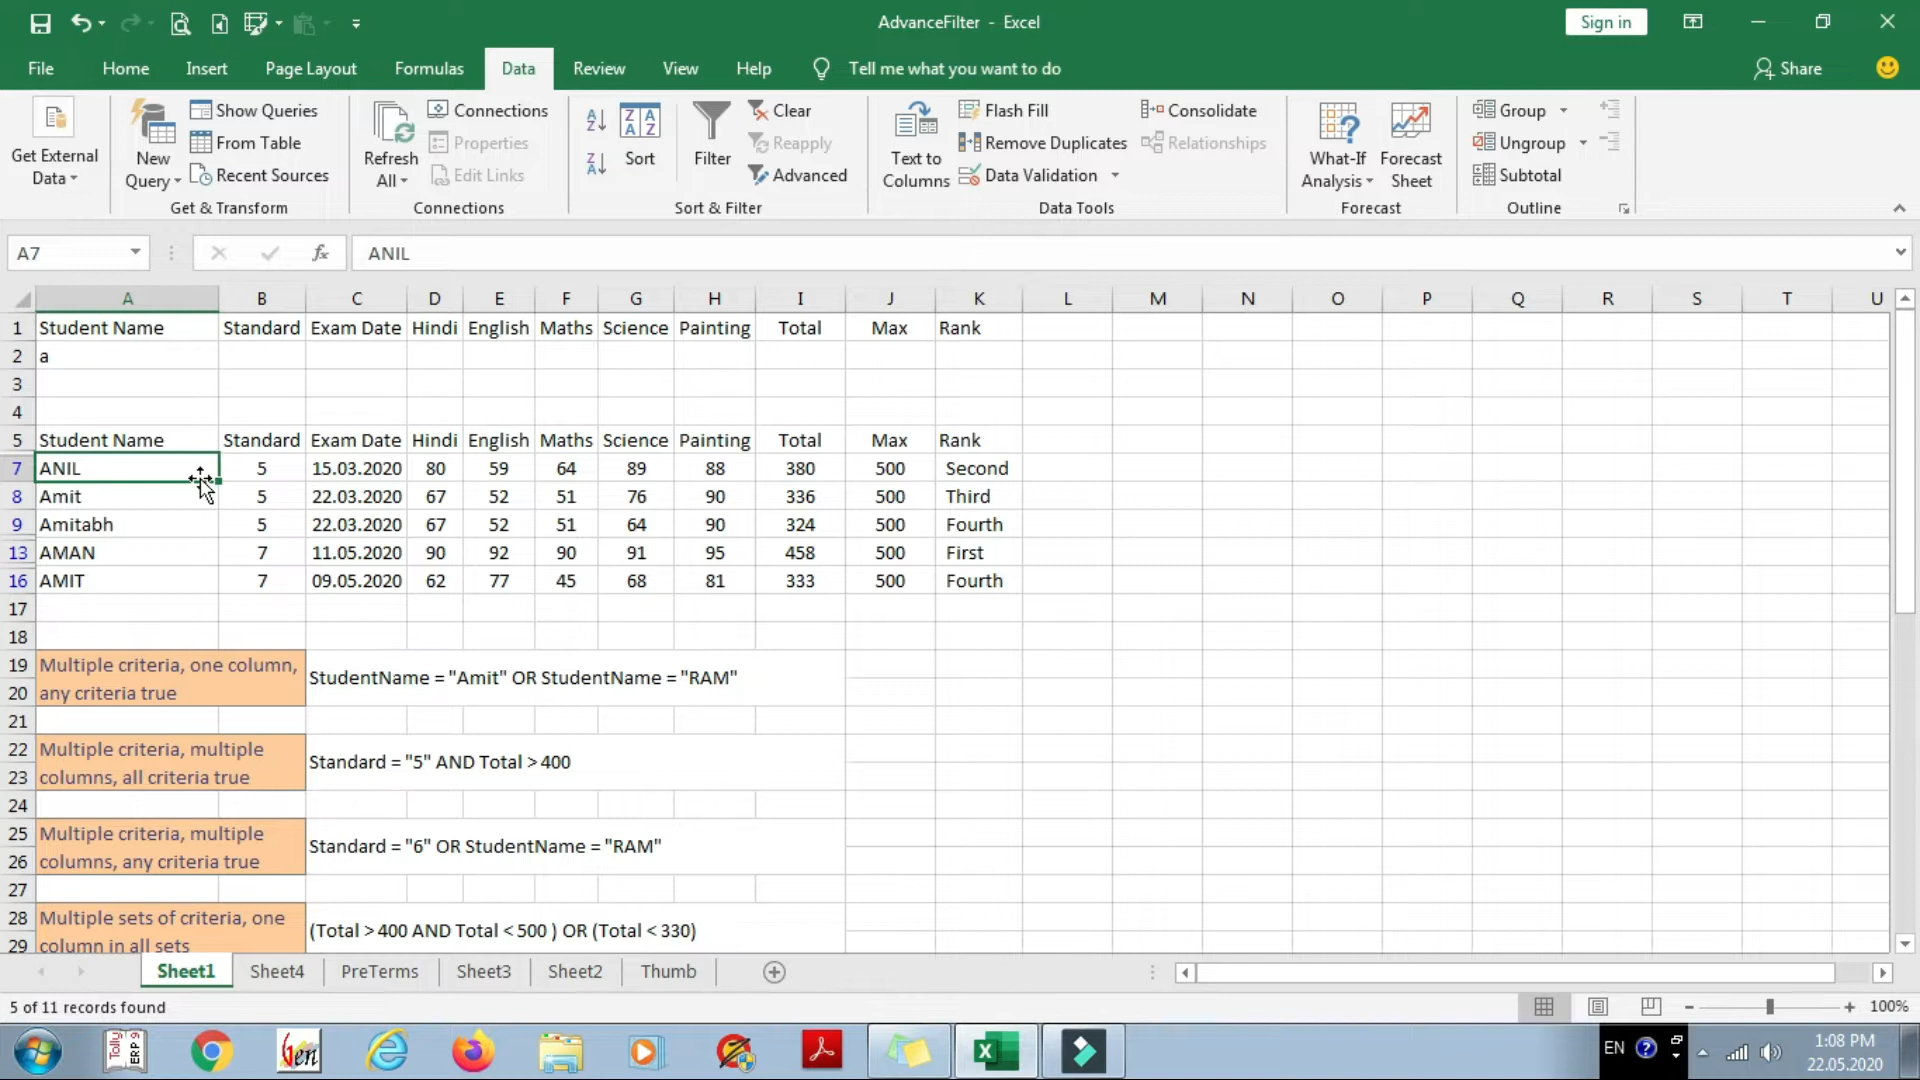 AdvanceFilter - Excel
Sign in
File Home Insert Page Layout Formulas Data Review View Help Tell me what you want to do Share
Get External Data
New Query
Show Queries
From Table
Recent Sources
Get & Transform
Refresh All
Connections
Properties
Edit Links
Connections
Sort
Filter
Clear
Reapply
Advanced
Sort & Filter
Text to Columns
Flash Fill
Remove Duplicates
Data Validation
Consolidate
Relationships
Data Tools
What-If Analysis
Forecast Sheet
Forecast
Group
Ungroup
Subtotal
Outline
A7 fx ANIL
A B C D E F G H I J K L M N O P Q R S T U
1 Student Name Standard Exam Date Hindi English Maths Science Painting Total Max Rank
2 a
3
4
5 Student Name Standard Exam Date Hindi English Maths Science Painting Total Max Rank
7 ANIL 5 15.03.2020 80 59 64 89 88 380 500 Second
8 Amit 5 22.03.2020 67 52 51 76 90 336 500 Third
9 Amitabh 5 22.03.2020 67 52 51 64 90 324 500 Fourth
13 AMAN 7 11.05.2020 90 92 90 91 95 458 500 First
16 AMIT 7 09.05.2020 62 77 45 68 81 333 500 Fourth
17
18
19 Multiple criteria, one column,
20 any criteria true
StudentName = "Amit" OR StudentName = "RAM"
21
22 Multiple criteria, multiple
23 columns, all criteria true
Standard = "5" AND Total > 400
24
25 Multiple criteria, multiple
26 columns, any criteria true
Standard = "6" OR StudentName = "RAM"
27
28 Multiple sets of criteria, one
29 column in all sets
(Total > 400 AND Total < 500 ) OR (Total < 330)
Sheet1 Sheet4 PreTerms Sheet3 Sheet2 Thumb
5 of 11 records found
100%
Tally ERP 9
Gen
EN
1:08 PM
22.05.2020